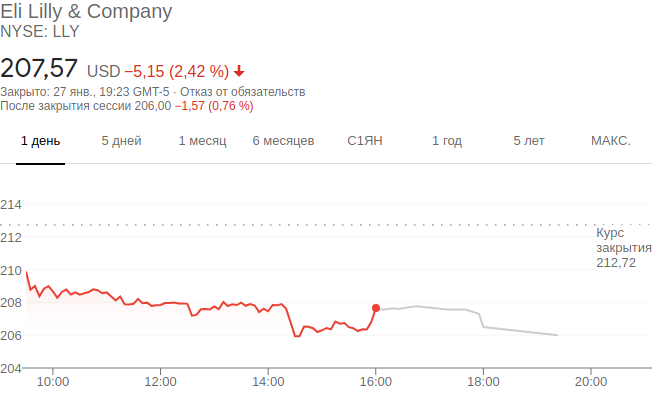 Eli Lilly & Company
NYSE: LLY
207,57 USD −5,15 (2,42 %)
Закрыто: 27 янв., 19:23 GMT-5 · Отказ от обязательств
После закрытия сессии 206,00 −1,57 (0,76 %)
1 день 5 дней 1 месяц 6 месяцев С1ЯН 1 год 5 лет МАКС.
214
212
210
208
206
204
Курс
закрытия
212,72
10:00 12:00 14:00 16:00 18:00 20:00